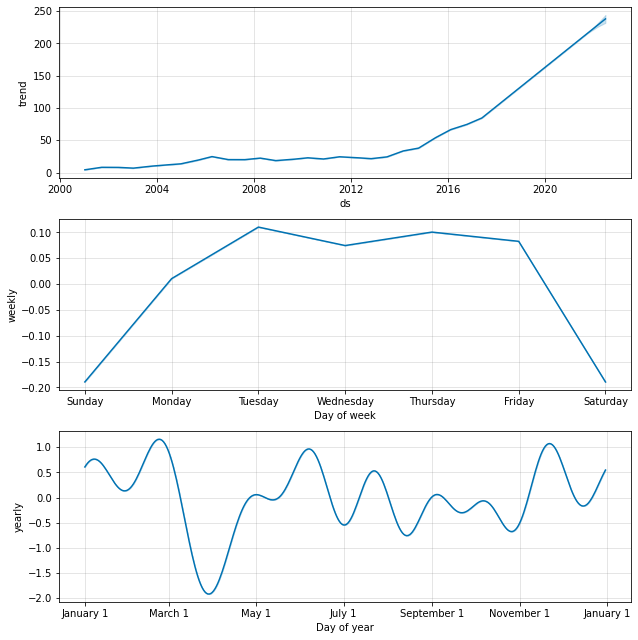 250
200
150
100
50
0
trend
2000 2004 2008 2012 2016 2020
ds
0.10
0.05
0.00
−0.05
−0.10
−0.15
−0.20
weekly
Sunday Monday Tuesday Wednesday Thursday Friday Saturday
Day of week
1.0
0.5
0.0
−0.5
−1.0
−1.5
−2.0
yearly
January 1 March 1 May 1 July 1 September 1 November 1 January 1
Day of year